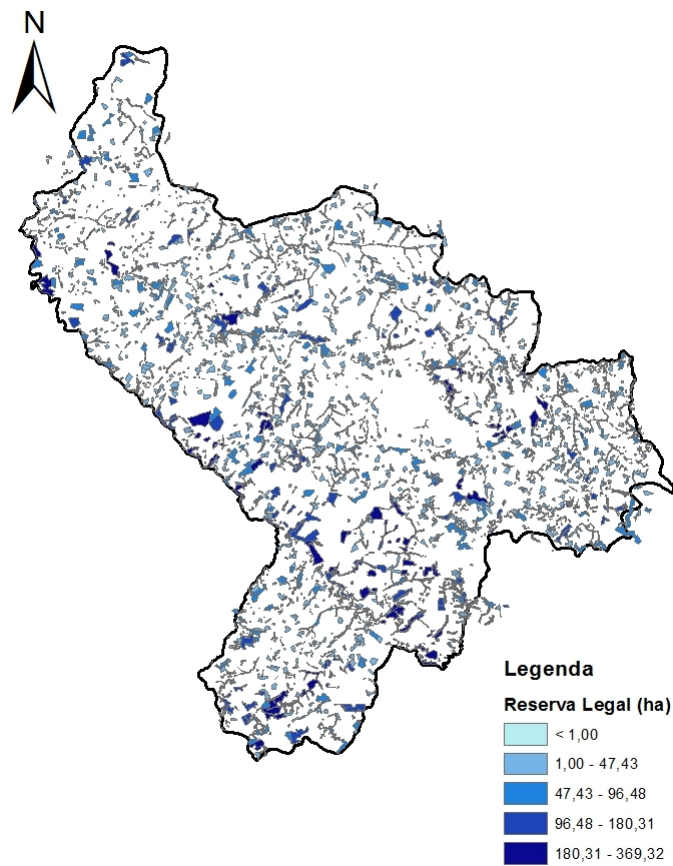 N
Legenda
Reserva Legal (ha)
< 1,00
1,00 - 47,43
47,43 - 96,48
96,48 - 180,31
180,31 - 369,32